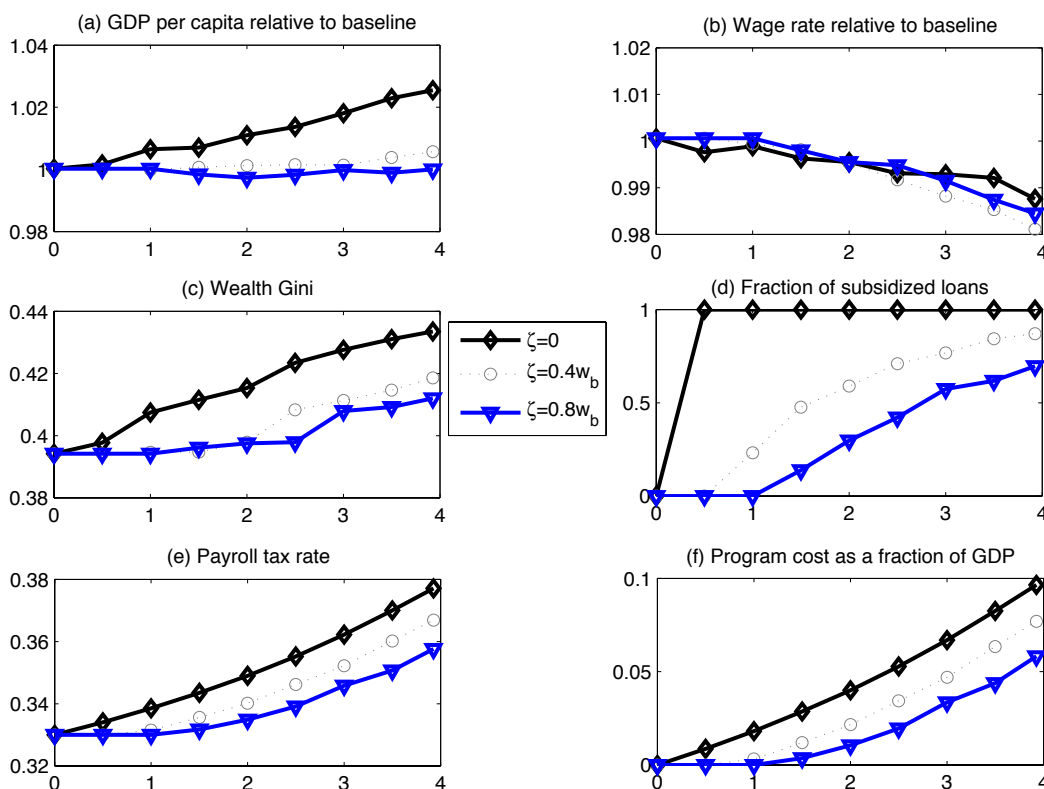 (a) GDP per capita relative to baseline
1.04
1.02
1
0.98
0 1 2 3 4
(b) Wage rate relative to baseline
1.02
1.01
1
0.99
0.98
0 1 2 3 4
(c) Wealth Gini
0.44
0.42
0.4
0.38
0 1 2 3 4
ζ=0
ζ=0.4w_b
ζ=0.8w_b
(d) Fraction of subsidized loans
1
0.5
0
0 1 2 3 4
(e) Payroll tax rate
0.38
0.36
0.34
0.32
0 1 2 3 4
(f) Program cost as a fraction of GDP
0.1
0.05
0
0 1 2 3 4